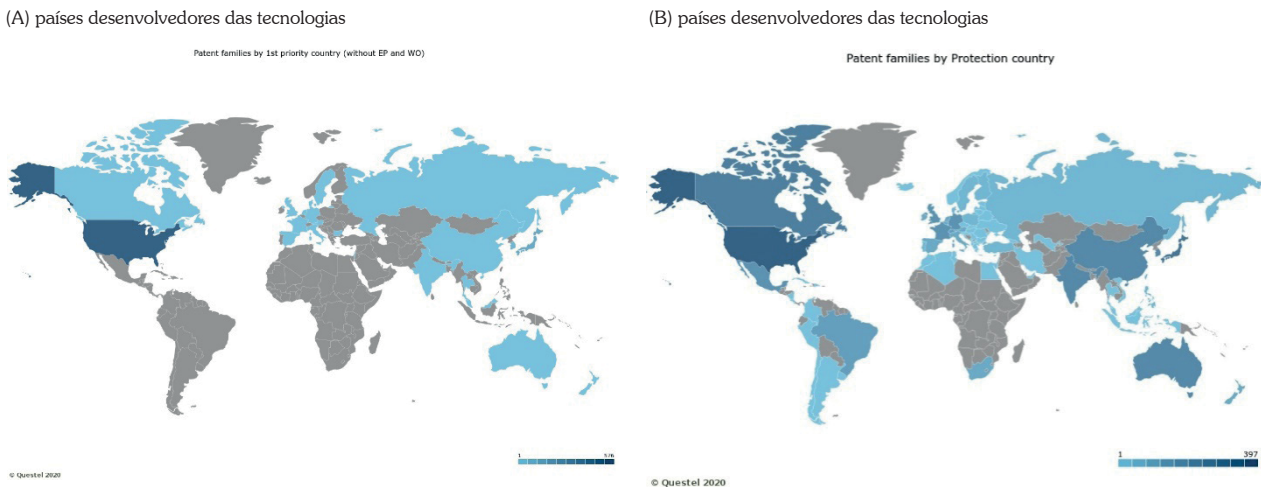 (A) países desenvolvedores das tecnologias
Patent families by 1st priority country (without EP and WO)
1 376
© Questel 2020
(B) países desenvolvedores das tecnologias
Patent families by Protection country
1 397
© Questel 2020